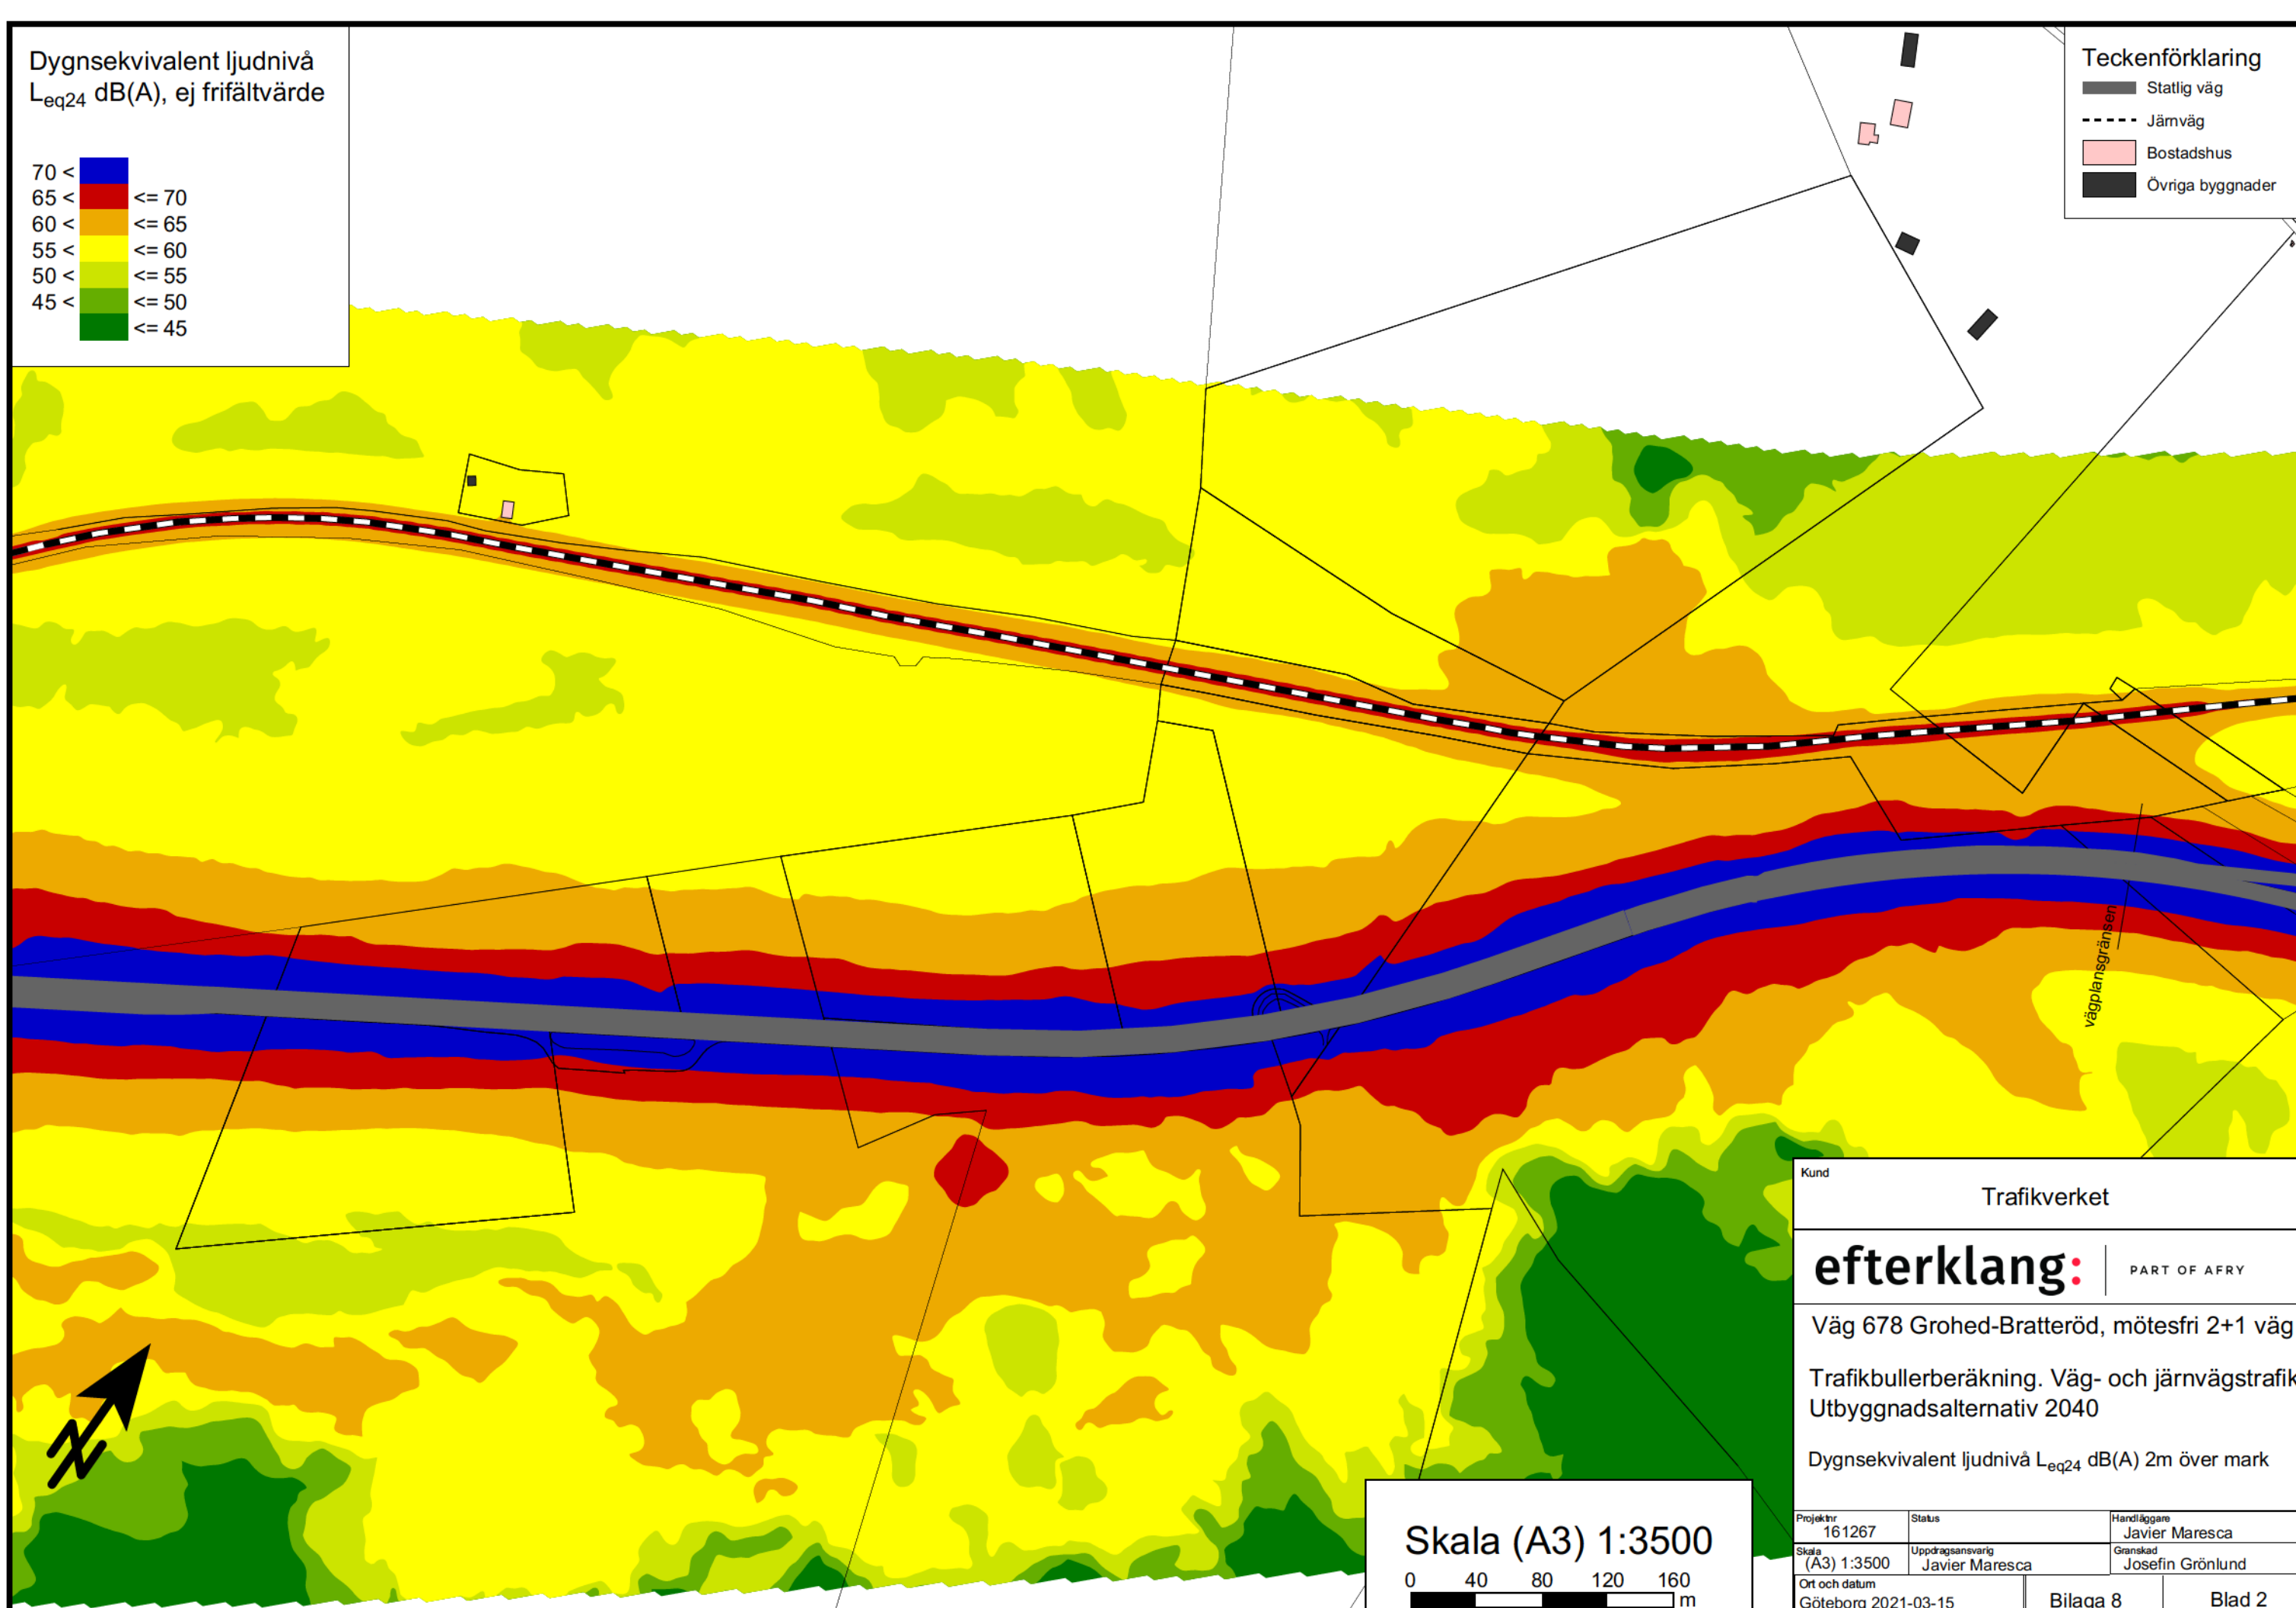 Dygnsekvivalent ljudnivå
Leq24 dB(A), ej frifältvärde
70 <
65 < <= 70
60 < <= 65
55 < <= 60
50 < <= 55
45 < <= 50
<= 45
Teckenförklaring
Statlig väg
Järnväg
Bostadshus
Övriga byggnader
vägplansgränsen
N
Skala (A3) 1:3500
0 40 80 120 160
m
Kund
Trafikverket
efterklang: PART OF AFRY
Väg 678 Grohed-Bratteröd, mötesfri 2+1 väg
Trafikbullerberäkning. Väg- och järnvägstrafik
Utbyggnadsalternativ 2040
Dygnsekvivalent ljudnivå Leq24 dB(A) 2m över mark
Projektnr Status Handläggare
161267 Javier Maresca
Skala Uppdragsansvarig Granskad
(A3) 1:3500 Javier Maresca Josefin Grönlund
Ort och datum
Göteborg 2021-03-15 Bilaga 8 Blad 2